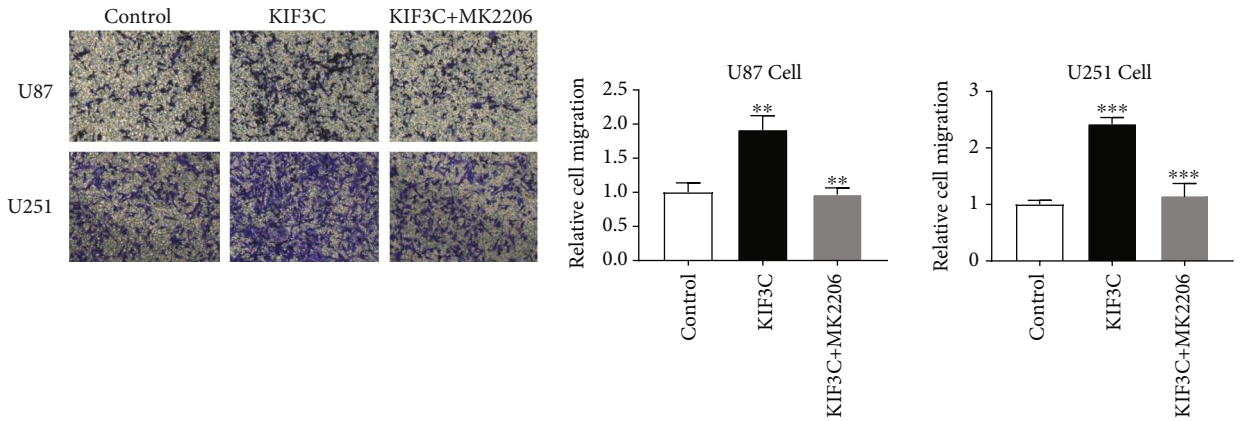 Control KIF3C KIF3C+MK2206
U87
U251
U87 Cell
Relative cell migration
2.5
2.0
1.5
1.0
0.5
0.0
**
**
Control
KIF3C
KIF3C+MK2206
U251 Cell
Relative cell migration
3
2
1
0
***
***
Control
KIF3C
KIF3C+MK2206